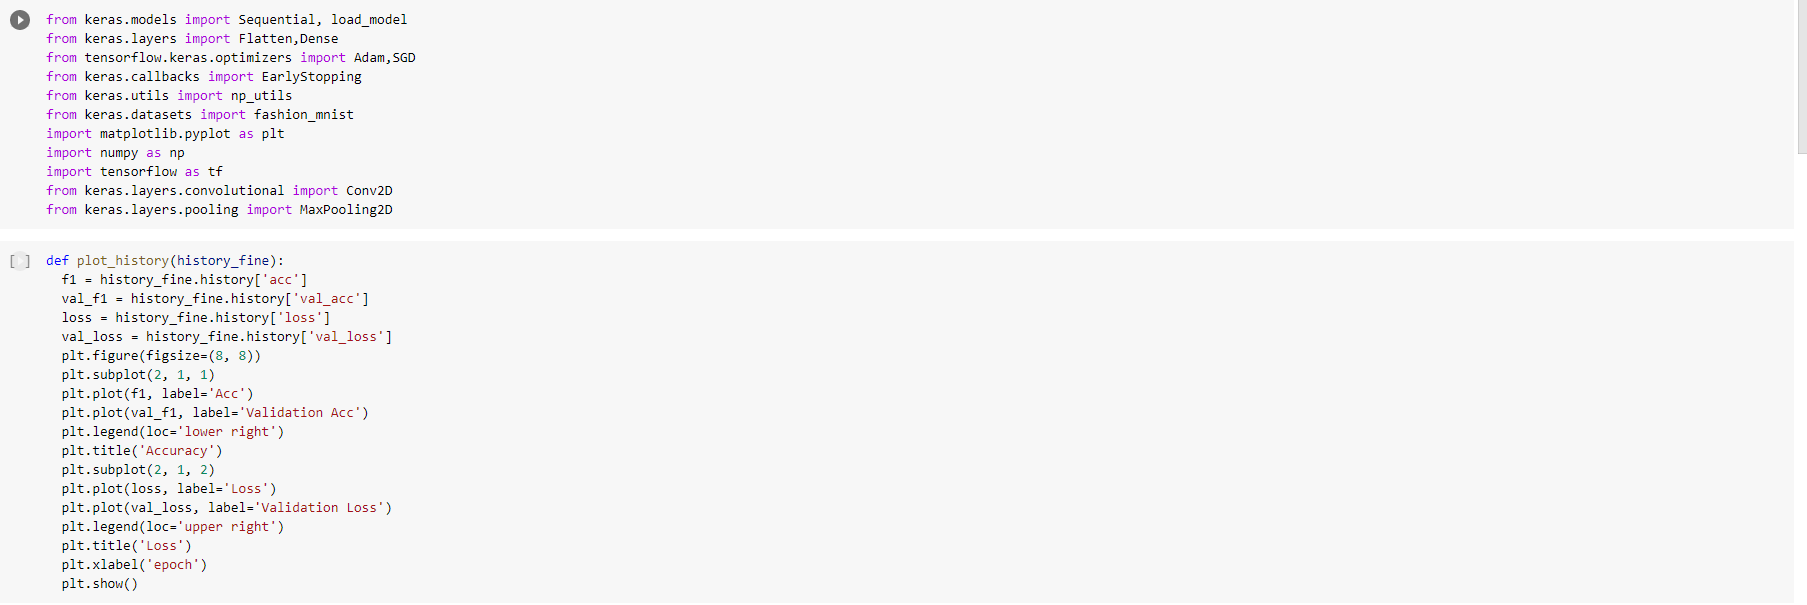 from keras.models import Sequential, load_model
from keras.layers import Flatten,Dense
from tensorflow.keras.optimizers import Adam,SGD
from keras.callbacks import EarlyStopping
from keras.utils import np_utils
from keras.datasets import fashion_mnist
import matplotlib.pyplot as plt
import numpy as np
import tensorflow as tf
from keras.layers.convolutional import Conv2D
from keras.layers.pooling import MaxPooling2D
[ ] def plot_history(history_fine):
  f1 = history_fine.history['acc']
  val_f1 = history_fine.history['val_acc']
  loss = history_fine.history['loss']
  val_loss = history_fine.history['val_loss']
  plt.figure(figsize=(8, 8))
  plt.subplot(2, 1, 1)
  plt.plot(f1, label='Acc')
  plt.plot(val_f1, label='Validation Acc')
  plt.legend(loc='lower right')
  plt.title('Accuracy')
  plt.subplot(2, 1, 2)
  plt.plot(loss, label='Loss')
  plt.plot(val_loss, label='Validation Loss')
  plt.legend(loc='upper right')
  plt.title('Loss')
  plt.xlabel('epoch')
  plt.show()